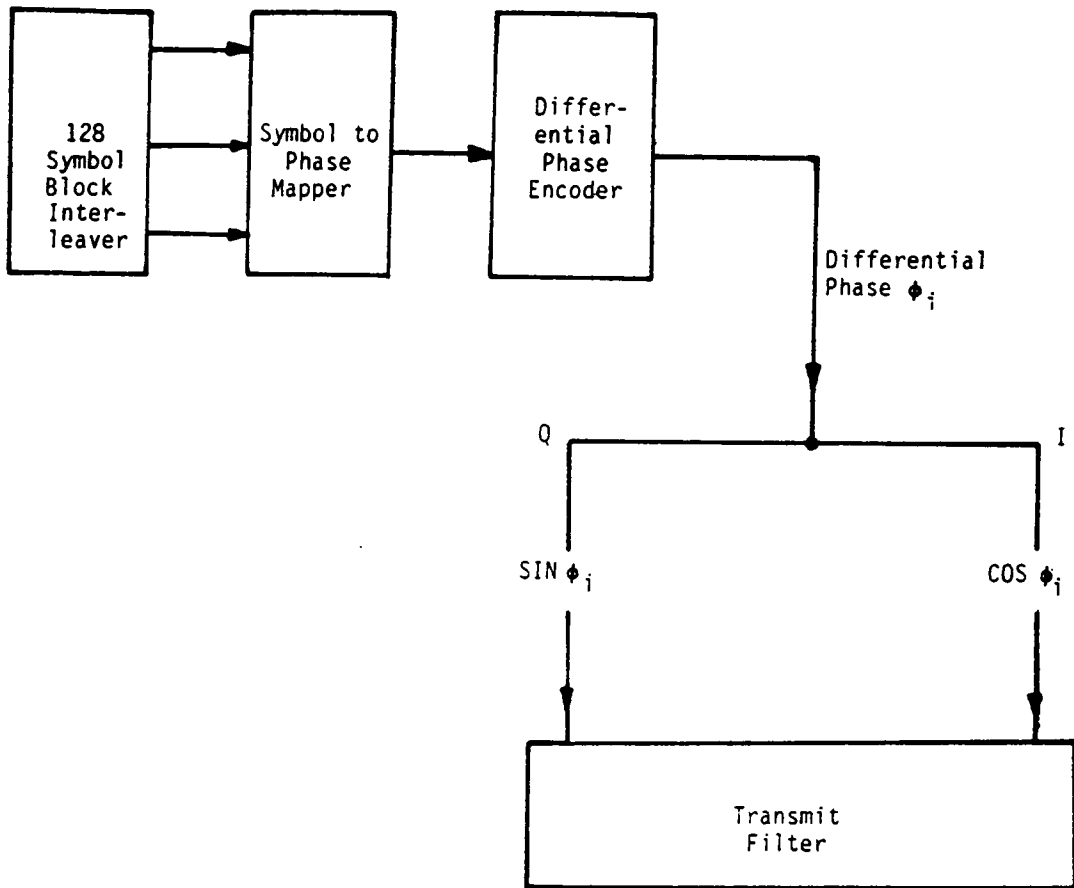 128
Symbol
Block
Inter-
leaver
Symbol to
Phase
Mapper
Differ-
ential
Phase
Encoder
Differential
Phase ϕi
Q
I
SIN ϕi
COS ϕi
Transmit
Filter